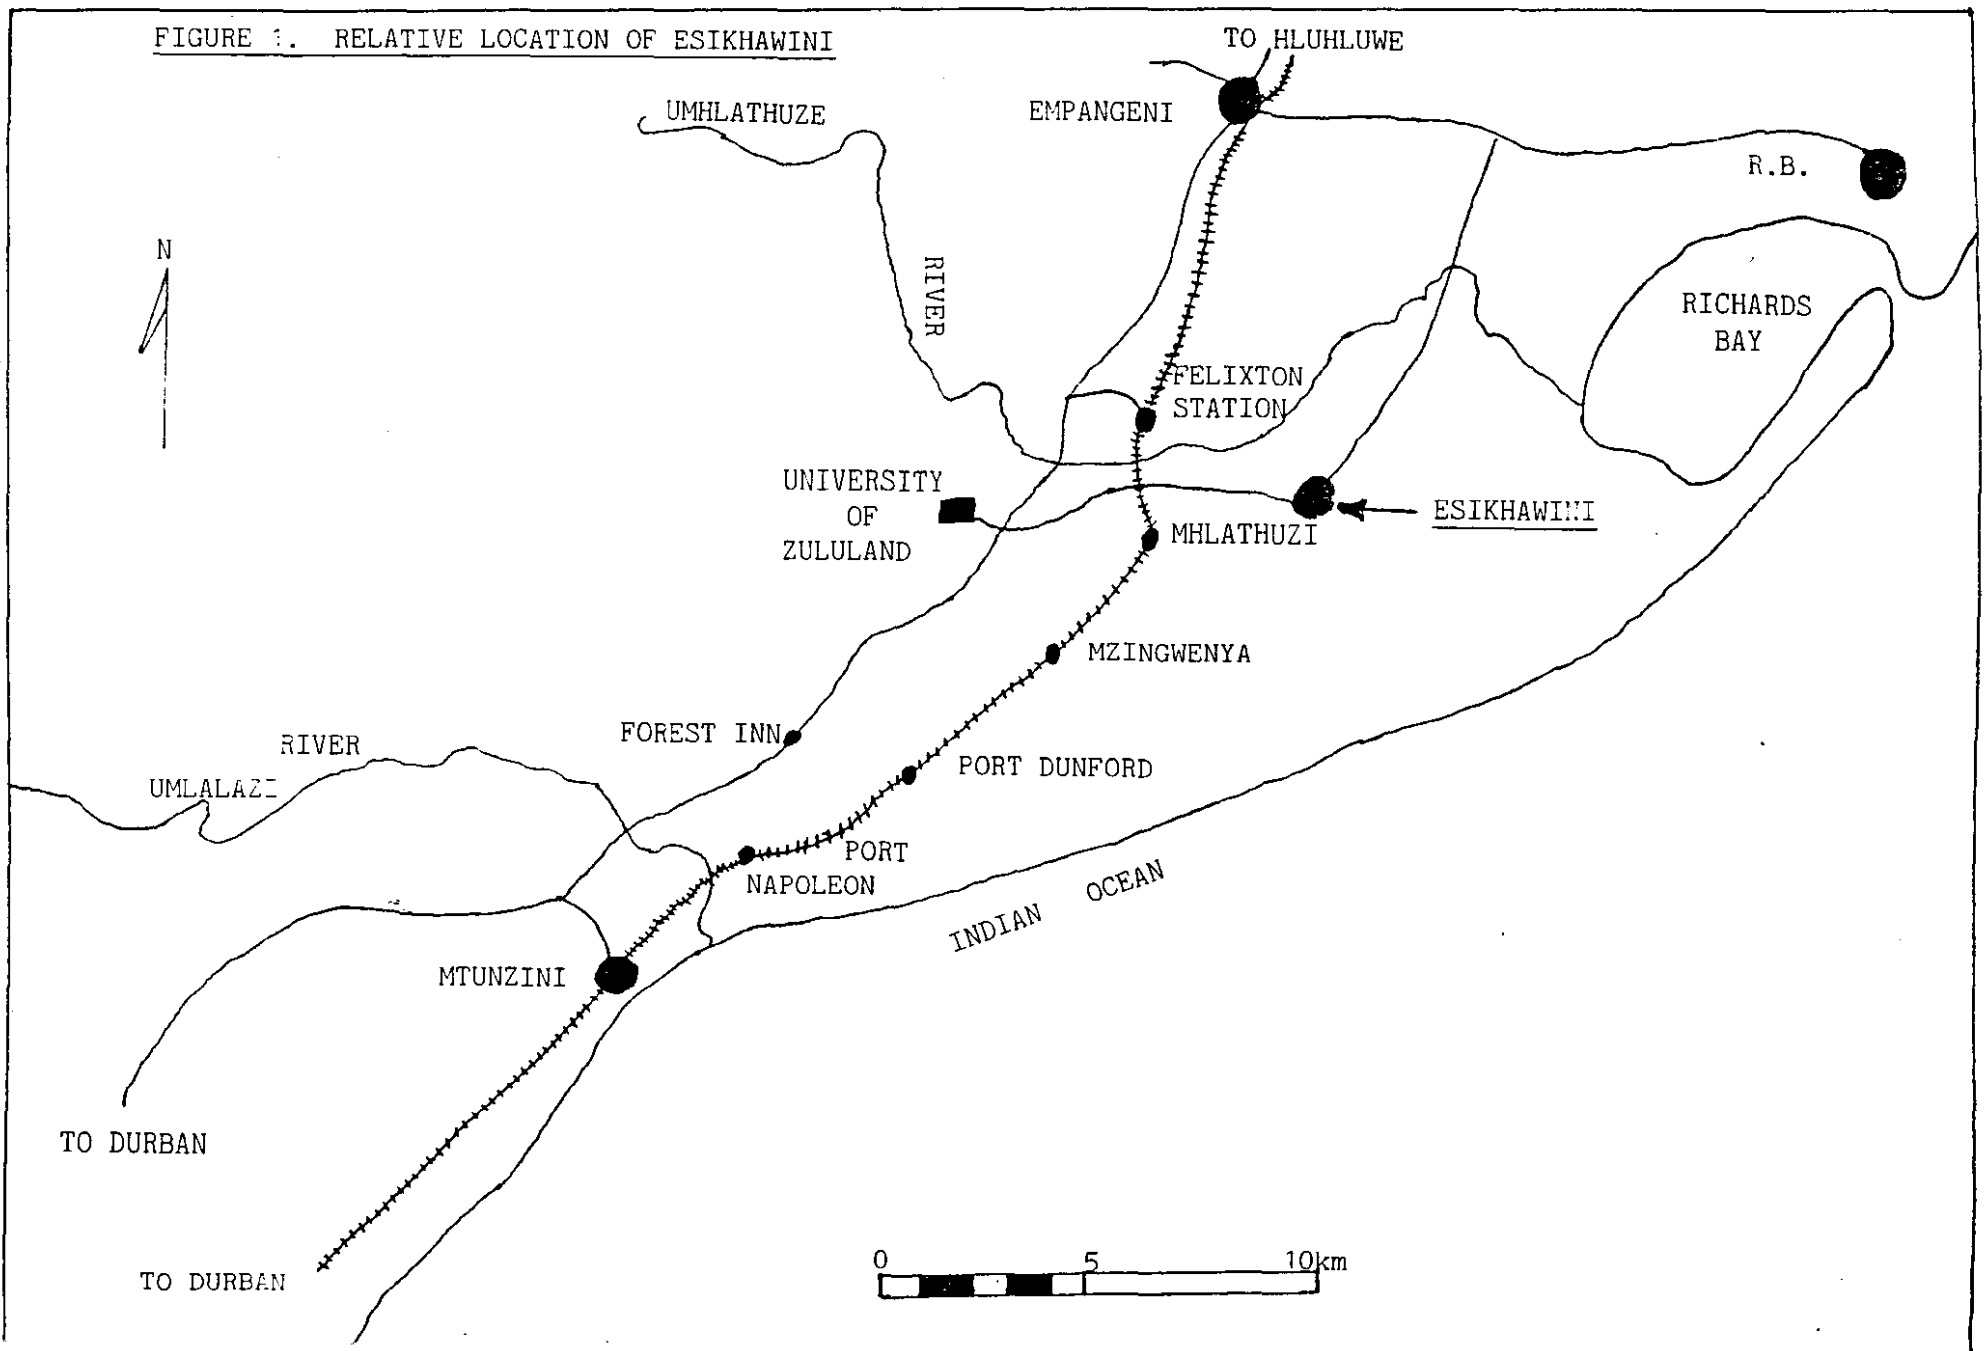 FIGURE 1. RELATIVE LOCATION OF ESIKHAWINI
TO HLUHLUWE
UMHLATHUZE
EMPANGENI
R.B.
N
RIVER
RICHARDS
BAY
FELIXTON
STATION
UNIVERSITY
OF
ZULULAND
ESIKHAWINI
MHLATHUZI
MZINGWENYA
FOREST INN
RIVER
PORT DUNFORD
UMLALAZI
PORT
NAPOLEON
INDIAN OCEAN
MTUNZINI
TO DURBAN
0 5 10km
TO DURBAN